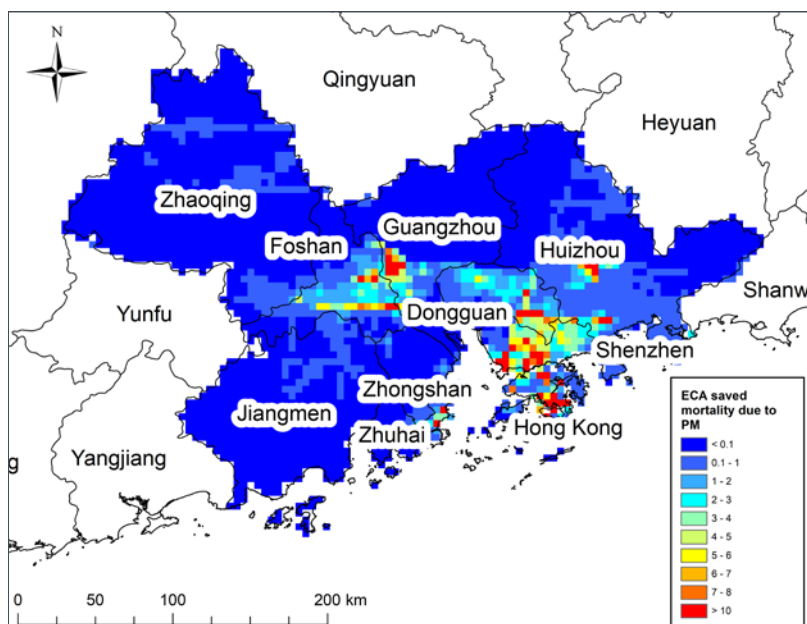 N
Qingyuan
Heyuan
Zhaoqing
Guangzhou
Foshan
Huizhou
Shanw
Yunfu
Dongguan
Shenzhen
Zhongshan
Jiangmen
Hong Kong
Zhuhai
Yangjiang
g
ECA saved
mortality due to
PM
< 0.1
0.1 - 1
1 - 2
2 - 3
3 - 4
4 - 5
5 - 6
6 - 7
7 - 8
> 10
0 50 100 200 km